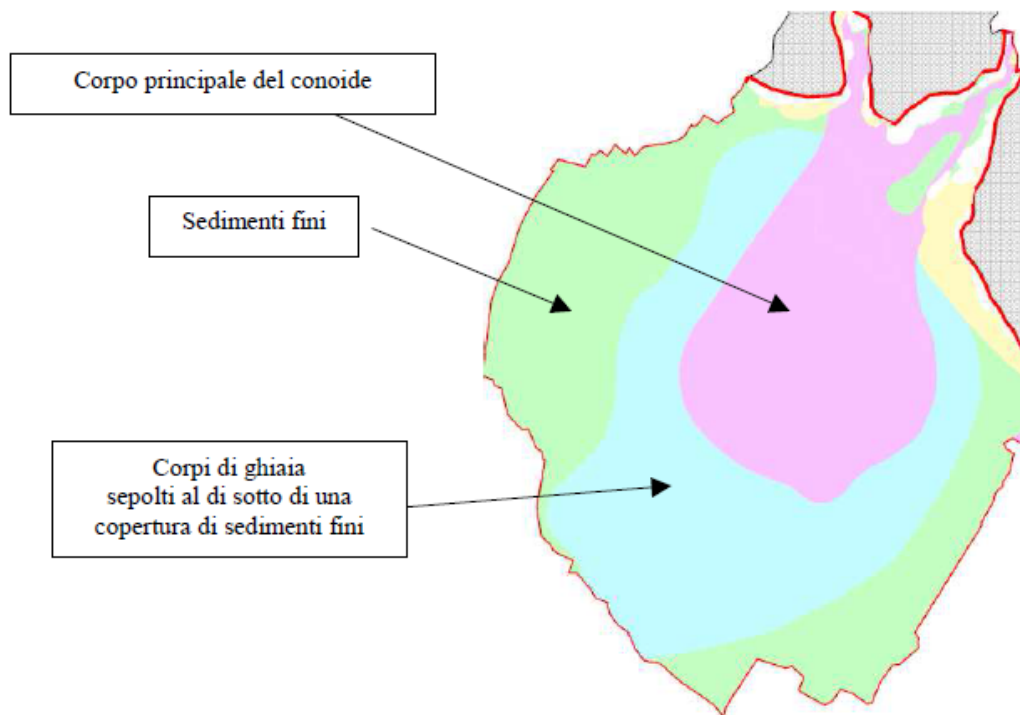 Corpo principale del conoide
Sedimenti fini
Corpi di ghiaia
sepolti al di sotto di una
copertura di sedimenti fini